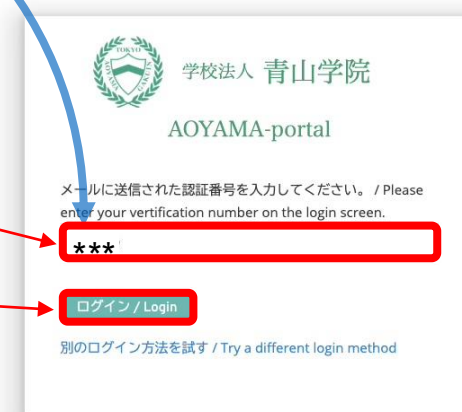 TOKYO
AOYAMA GAKUIN
学校法人 青山学院
AOYAMA-portal
メールに送信された認証番号を入力してください。 / Please
enter your vertification number on the login screen.
***
ログイン / Login
別のログイン方法を試す / Try a different login method